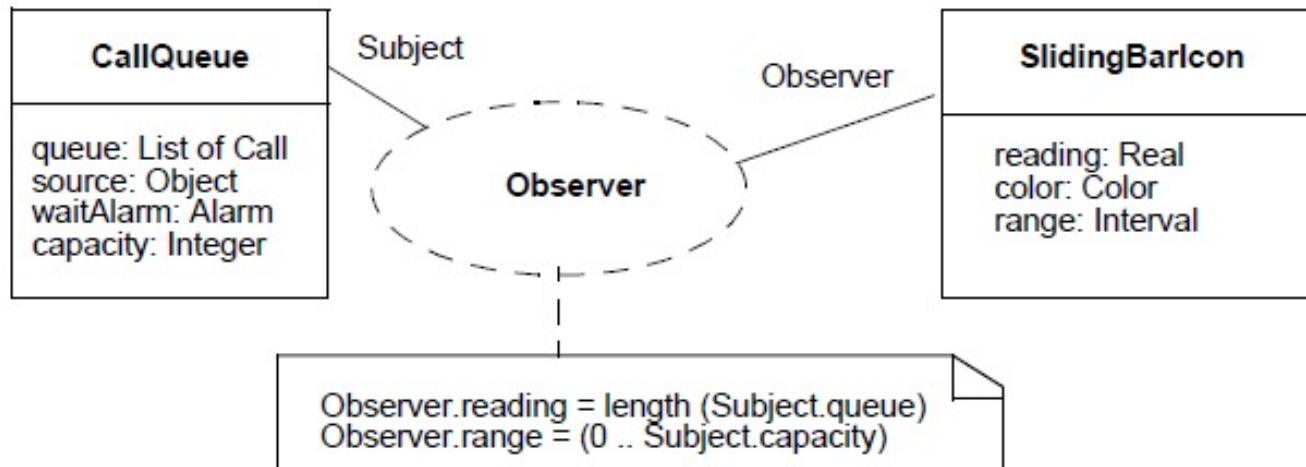 CallQueue
queue: List of Call
source: Object
waitAlarm: Alarm
capacity: Integer
Subject
Observer
Observer
SlidingBarIcon
reading: Real
color: Color
range: Interval
Observer.reading = length (Subject.queue)
Observer.range = (0 .. Subject.capacity)